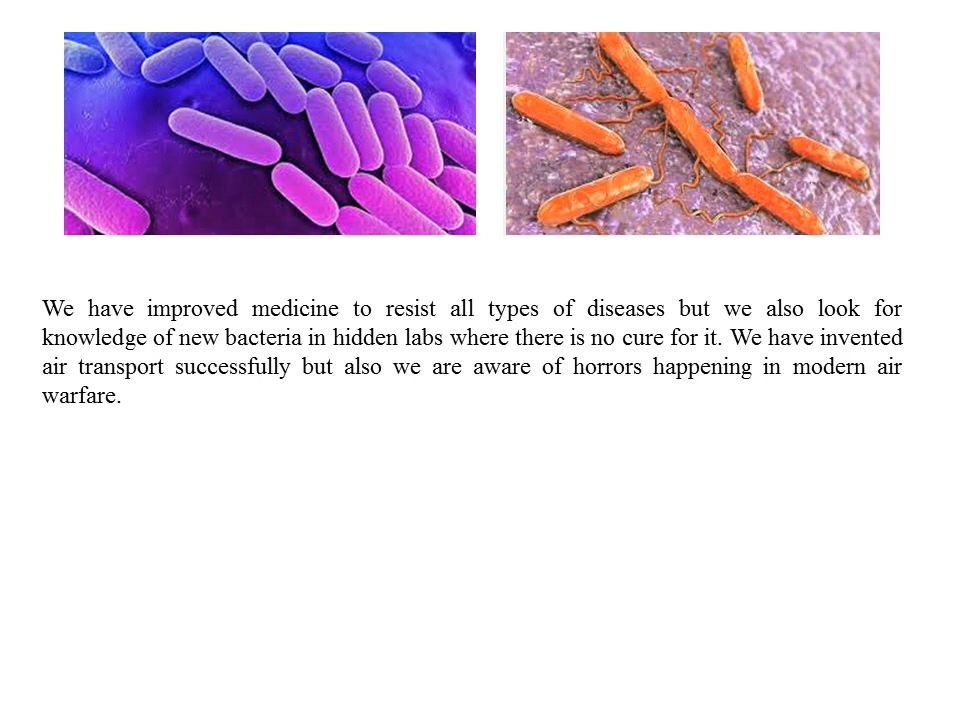 We have improved medicine to resist all types of diseases but we also look for
knowledge of new bacteria in hidden labs where there is no cure for it. We have invented
air transport successfully but also we are aware of horrors happening in modern air
warfare.